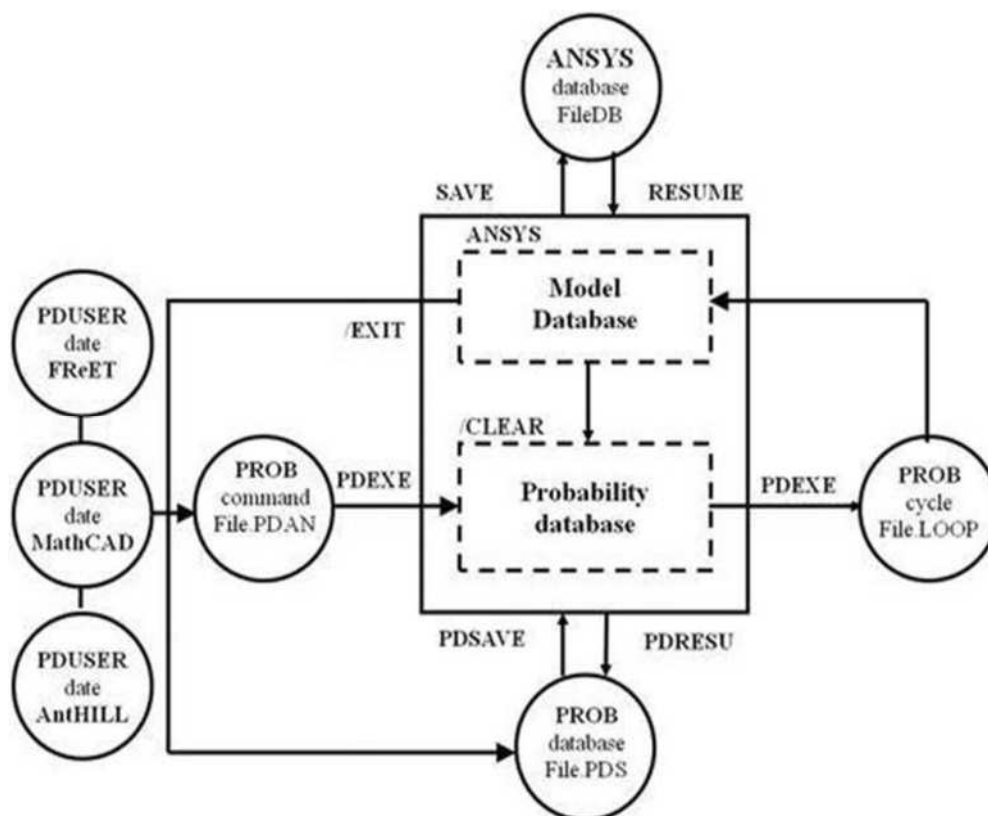 ANSYS
database
FileDB
SAVE
RESUME
ANSYS
Model
Database
/EXIT
PDUSER
date
FReET
/CLEAR
PDUSER
date
MathCAD
PROB
command
File.PDAN
PDEXE
Probability
database
PDEXE
PROB
cycle
File.LOOP
PDUSER
date
AntHILL
PDSAVE
PDRESU
PROB
database
File.PDS